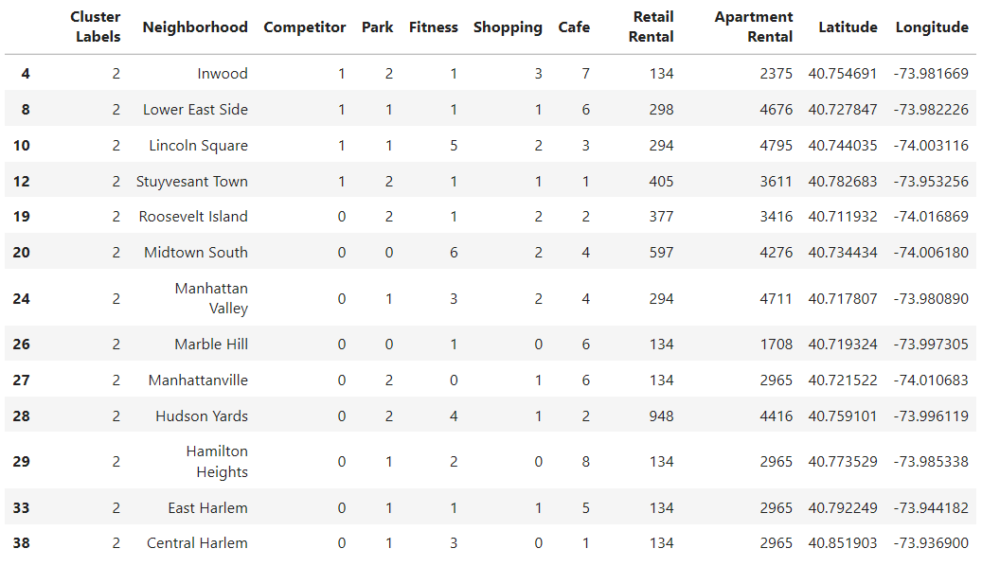 Cluster Labels Neighborhood Competitor Park Fitness Shopping Cafe Retail Rental Apartment Rental Latitude Longitude
4 2 Inwood 1 2 1 3 7 134 2375 40.754691 -73.981669
8 2 Lower East Side 1 1 1 1 6 298 4676 40.727847 -73.982226
10 2 Lincoln Square 1 1 5 2 3 294 4795 40.744035 -74.003116
12 2 Stuyvesant Town 1 2 1 1 1 405 3611 40.782683 -73.953256
19 2 Roosevelt Island 0 2 1 2 2 377 3416 40.711932 -74.016869
20 2 Midtown South 0 0 6 2 4 597 4276 40.734434 -74.006180
24 2 Manhattan Valley 0 1 3 2 4 294 4711 40.717807 -73.980890
26 2 Marble Hill 0 0 1 0 6 134 1708 40.719324 -73.997305
27 2 Manhattanville 0 2 0 1 6 134 2965 40.721522 -74.010683
28 2 Hudson Yards 0 2 4 1 2 948 4416 40.759101 -73.996119
29 2 Hamilton Heights 0 1 2 0 8 134 2965 40.773529 -73.985338
33 2 East Harlem 0 1 1 1 5 134 2965 40.792249 -73.944182
38 2 Central Harlem 0 1 3 0 1 134 2965 40.851903 -73.936900